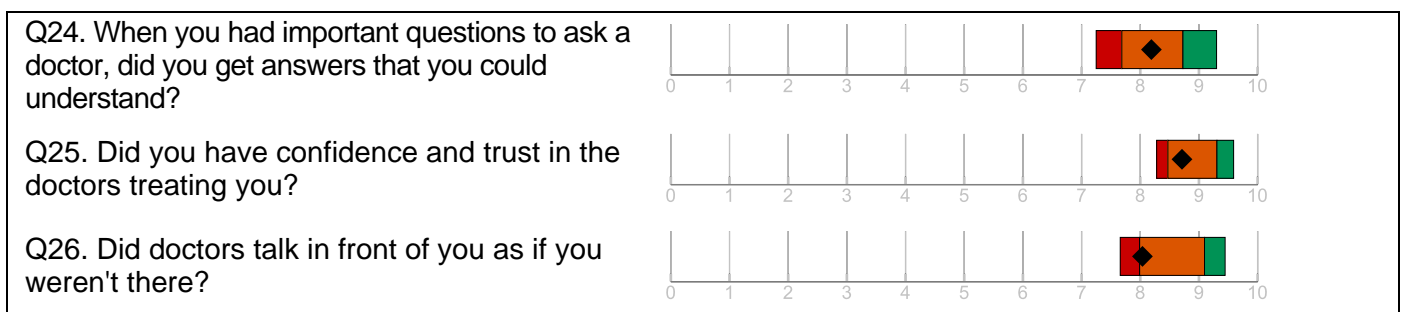 Q24. When you had important questions to ask a
doctor, did you get answers that you could
understand?
0 1 2 3 4 5 6 7 8 9 10
Q25. Did you have confidence and trust in the
doctors treating you?
0 1 2 3 4 5 6 7 8 9 10
Q26. Did doctors talk in front of you as if you
weren't there?
0 1 2 3 4 5 6 7 8 9 10